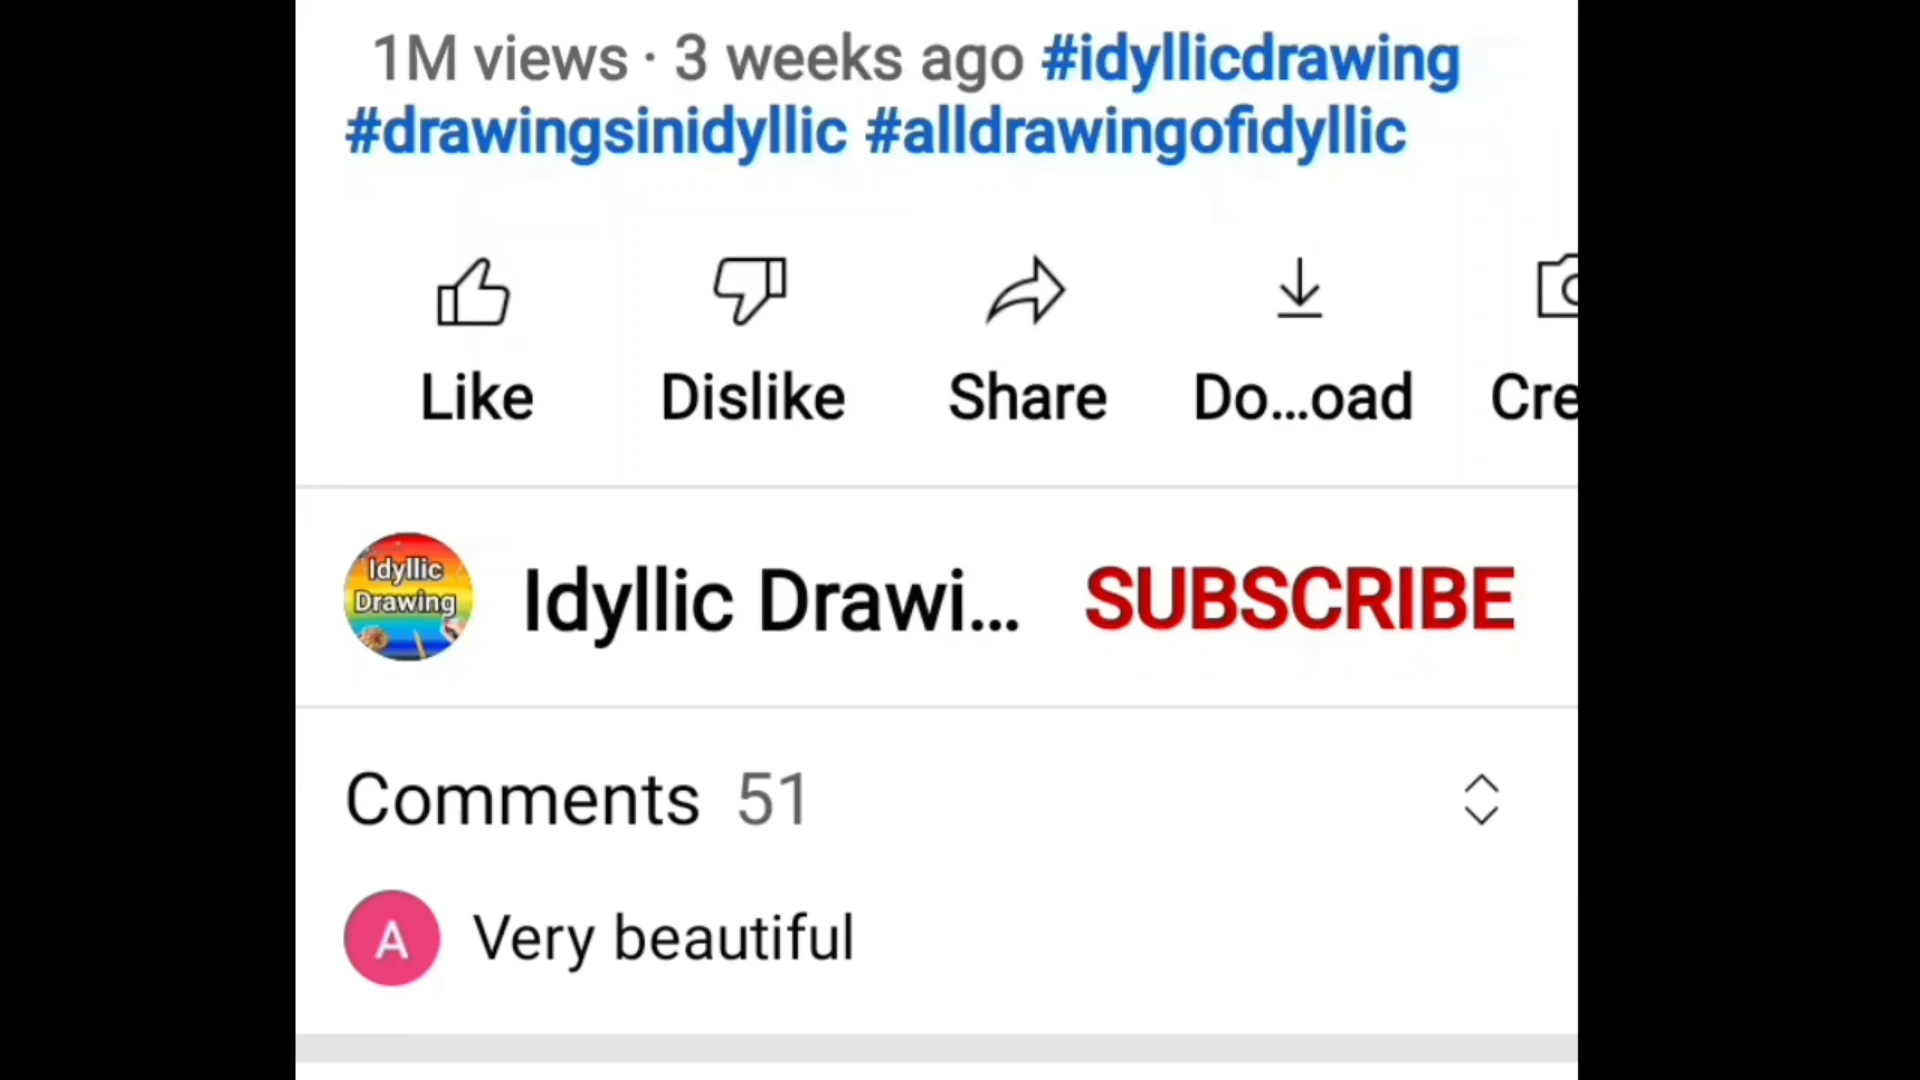 1M views · 3 weeks ago #idyllicdrawing
#drawingsinidyllic #alldrawingofidyllic
Like Dislike Share Do...oad Cre
Idyllic
Drawing
Idyllic Drawi... SUBSCRIBE
Comments 51
A Very beautiful